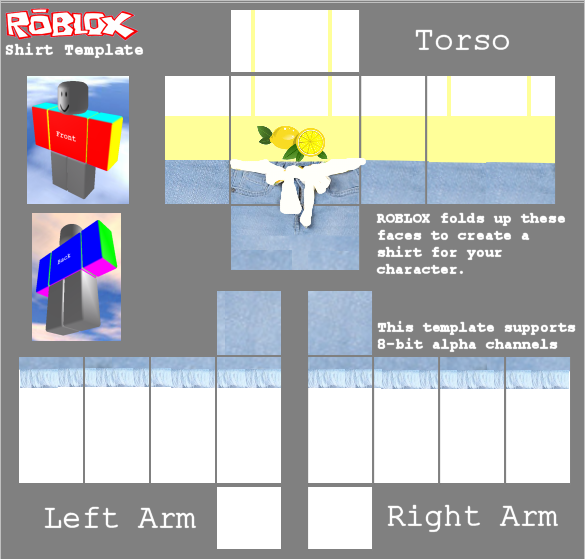 ROBLOX
Shirt Template
Torso
Front
Back
ROBLOX folds up these
faces to create a
shirt for your
character.
This template supports
8-bit alpha channels
Left Arm
Right Arm